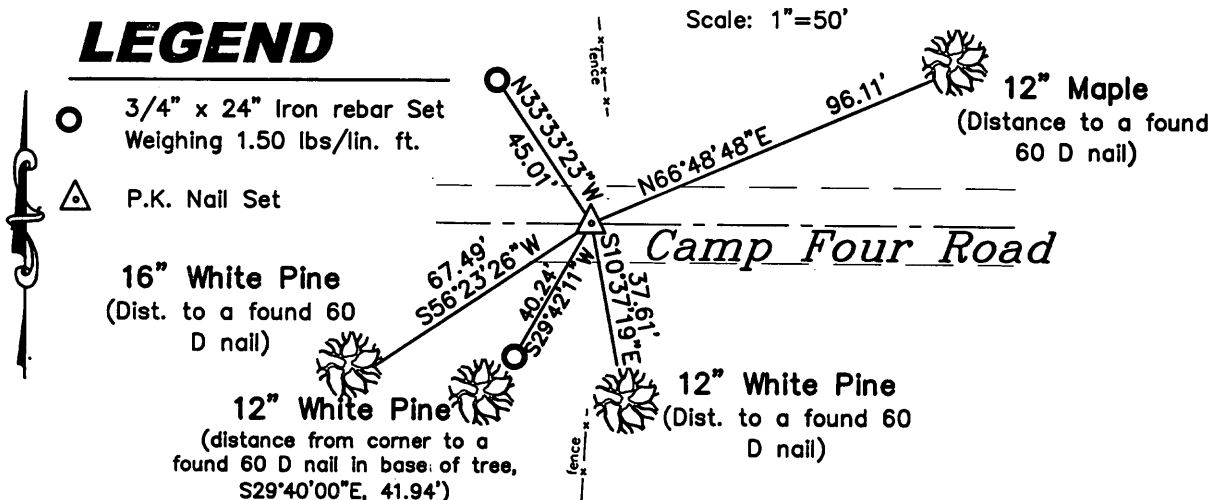 LEGEND
3/4" x 24" Iron rebar Set
Weighing 1.50 lbs/lin. ft.
P.K. Nail Set
Scale: 1"=50'
fence
N33°33'23"W
45.01'
96.11'
N66°48'48"E
12" Maple
(Distance to a found
60 D nail)
Camp Four Road
67.49'
S56°23'26"W
16" White Pine
(Dist. to a found 60
D nail)
40.24'
S29°42'11"W
37.61'
S10°37'19"E
12" White Pine
(distance from corner to a
found 60 D nail in base of tree,
S29°40'00"E, 41.94')
12" White Pine
(Dist. to a found 60
D nail)
fence